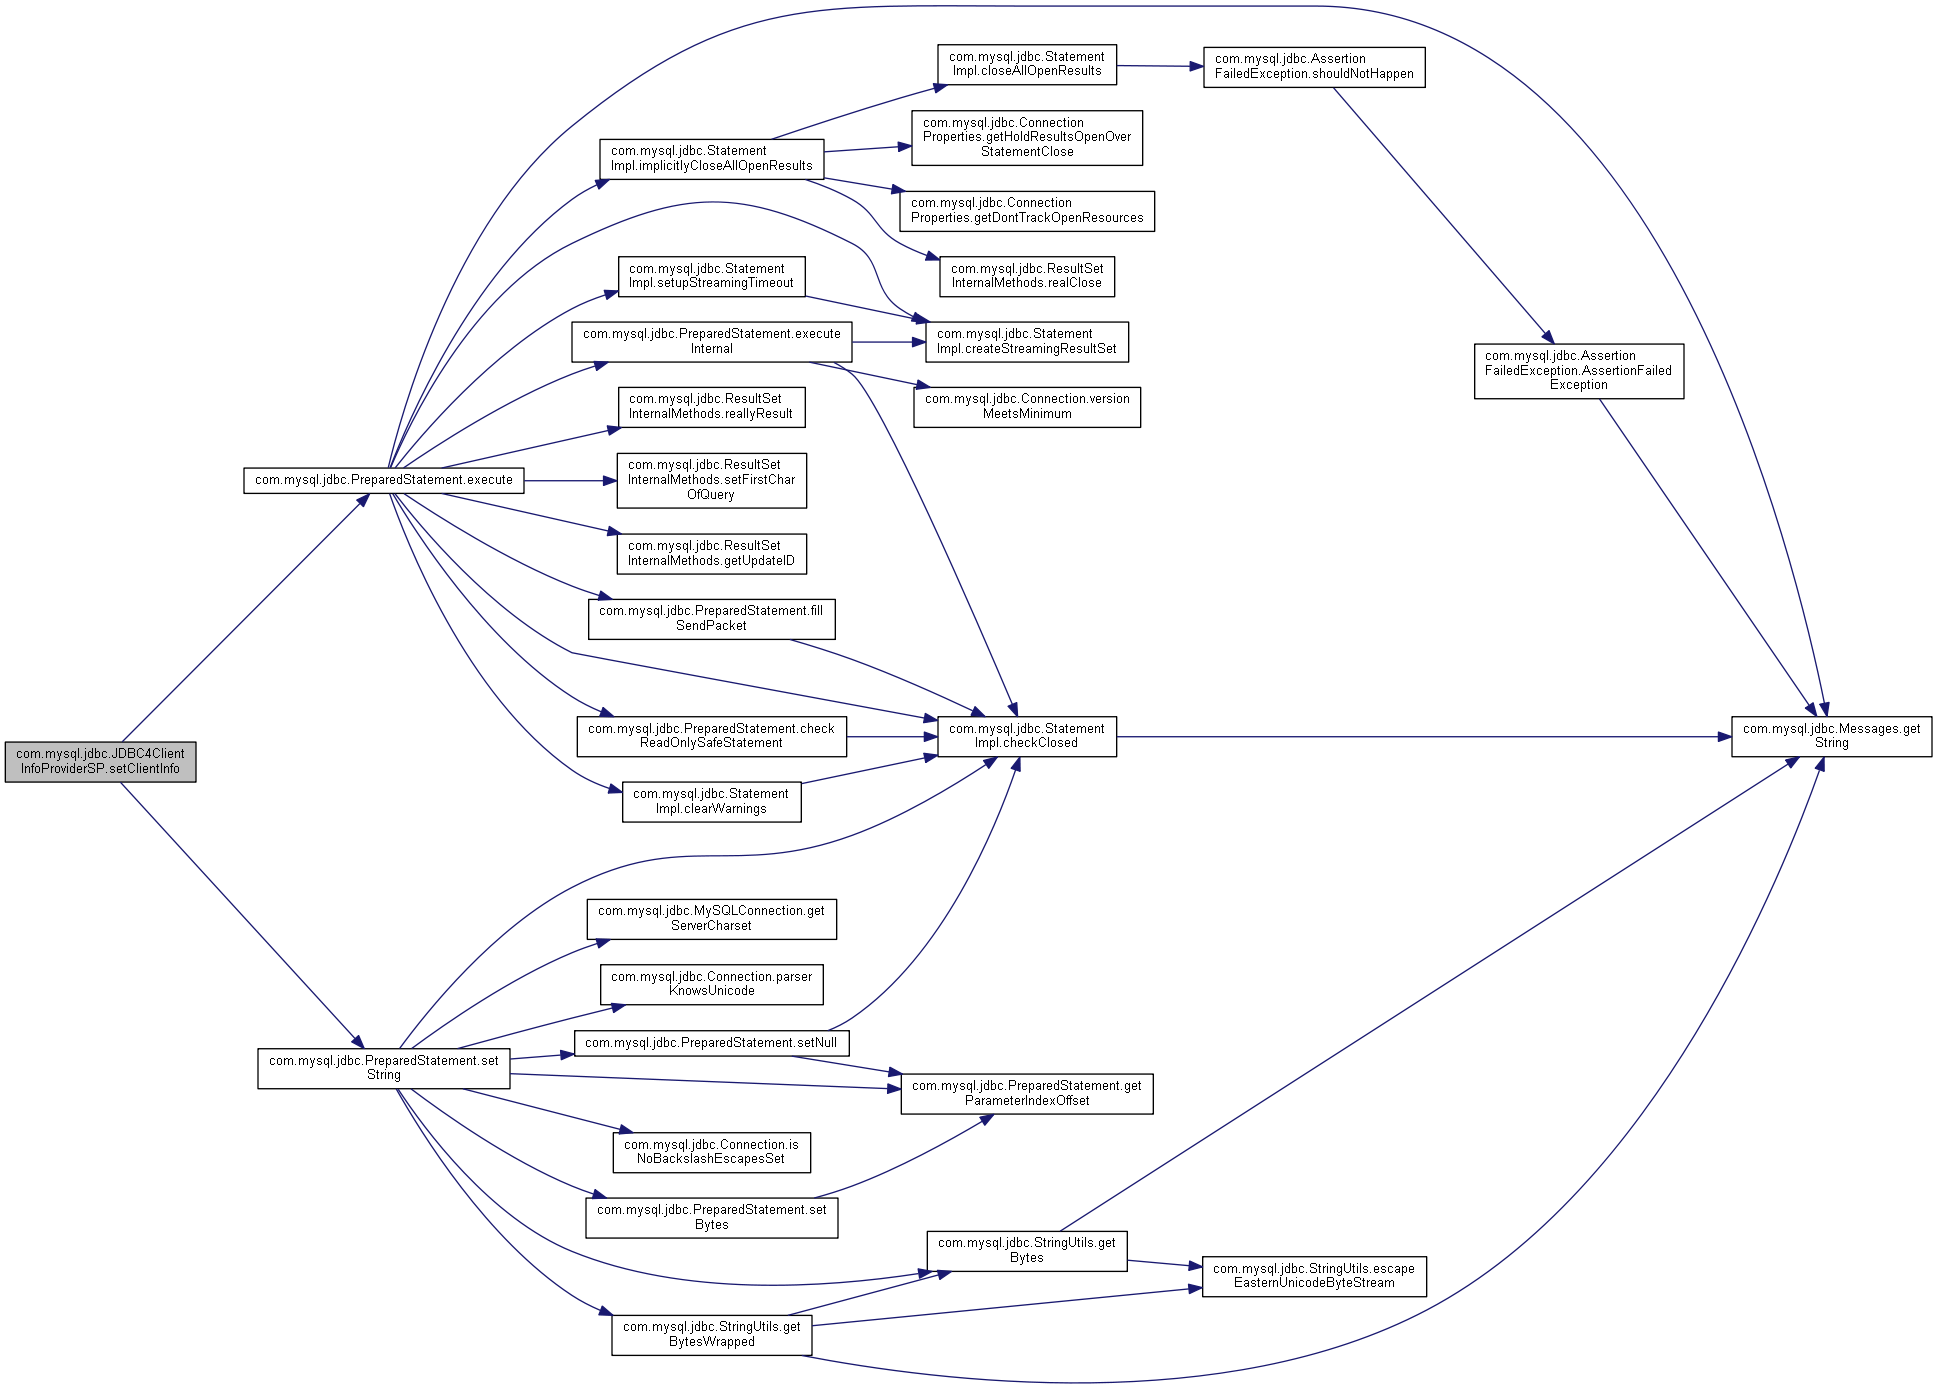 com.mysql.jdbc.JDBC4Client
InfoProviderSP.setClientInfo
com.mysql.jdbc.PreparedStatement.execute
com.mysql.jdbc.PreparedStatement.set
String
com.mysql.jdbc.Statement
Impl.implicitlyCloseAllOpenResults
com.mysql.jdbc.Statement
Impl.setupStreamingTimeout
com.mysql.jdbc.PreparedStatement.execute
Internal
com.mysql.jdbc.ResultSet
InternalMethods.reallyResult
com.mysql.jdbc.ResultSet
InternalMethods.setFirstChar
OfQuery
com.mysql.jdbc.ResultSet
InternalMethods.getUpdateID
com.mysql.jdbc.PreparedStatement.fill
SendPacket
com.mysql.jdbc.PreparedStatement.check
ReadOnlySafeStatement
com.mysql.jdbc.Statement
Impl.clearWarnings
com.mysql.jdbc.MySQLConnection.get
ServerCharset
com.mysql.jdbc.Connection.parser
KnowsUnicode
com.mysql.jdbc.PreparedStatement.setNull
com.mysql.jdbc.Connection.is
NoBackslashEscapesSet
com.mysql.jdbc.PreparedStatement.set
Bytes
com.mysql.jdbc.StringUtils.get
BytesWrapped
com.mysql.jdbc.Statement
Impl.closeAllOpenResults
com.mysql.jdbc.Connection
Properties.getHoldResultsOpenOver
StatementClose
com.mysql.jdbc.Connection
Properties.getDontTrackOpenResources
com.mysql.jdbc.ResultSet
InternalMethods.realClose
com.mysql.jdbc.Statement
Impl.createStreamingResultSet
com.mysql.jdbc.Connection.version
MeetsMinimum
com.mysql.jdbc.Statement
Impl.checkClosed
com.mysql.jdbc.PreparedStatement.get
ParameterIndexOffset
com.mysql.jdbc.StringUtils.get
Bytes
com.mysql.jdbc.Assertion
FailedException.shouldNotHappen
com.mysql.jdbc.StringUtils.escape
EasternUnicodeByteStream
com.mysql.jdbc.Assertion
FailedException.AssertionFailed
Exception
com.mysql.jdbc.Messages.get
String